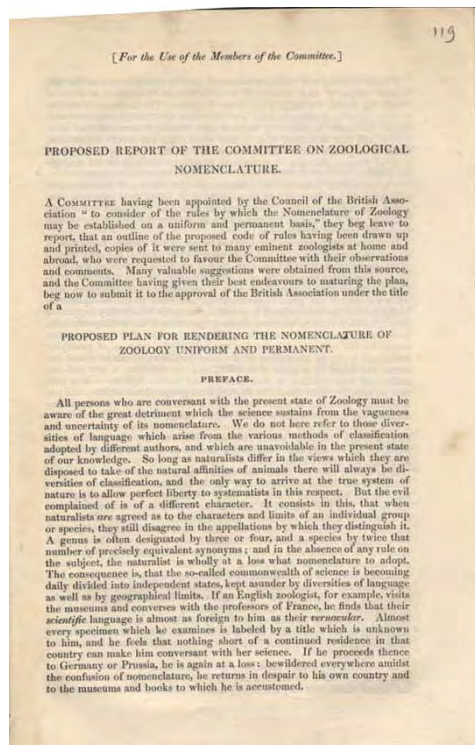 119
[For the Use of the Members of the Committee.]
PROPOSED REPORT OF THE COMMITTEE ON ZOOLOGICAL
NOMENCLATURE.
A COMMITTEE having been appointed by the Council of the British Asso-
ciation " to consider of the rules by which the Nomenclature of Zoology
may be established on a uniform and permanent basis," they beg leave to
report, that an outline of the proposed code of rules having been drawn up
and printed, copies of it were sent to many eminent zoologists at home and
abroad, who were requested to favour the Committee with their observations
and comments. Many valuable suggestions were obtained from this source,
and the Committee having given their best endeavours to maturing the plan,
beg now to submit it to the approval of the British Association under the title
of a
PROPOSED PLAN FOR RENDERING THE NOMENCLATURE OF
ZOOLOGY UNIFORM AND PERMANENT.
PREFACE.
All persons who are conversant with the present state of Zoology must be
aware of the great detriment which the science sustains from the vagueness
and uncertainty of its nomenclature. We do not here refer to those diver-
sities of language which arise from the various methods of classification
adopted by different authors, and which are unavoidable in the present state
of our knowledge. So long as naturalists differ in the views which they are
disposed to take of the natural affinities of animals there will always be di-
versities of classification, and the only way to arrive at the true system of
nature is to allow perfect liberty to systematists in this respect. But the evil
complained of is of a different character. It consists in this, that when
naturalists are agreed as to the characters and limits of an individual group
or species, they still disagree in the appellations by which they distinguish it.
A genus is often designated by three or four, and a species by twice that
number of precisely equivalent synonyms ; and in the absence of any rule on
the subject, the naturalist is wholly at a loss what nomenclature to adopt.
The consequence is, that the so-called commonwealth of science is becoming
daily divided into independent states, kept asunder by diversities of language
as well as by geographical limits. If an English zoologist, for example, visits
the museums and converses with the professors of France, he finds that their
scientific language is almost as foreign to him as their vernacular. Almost
every specimen which he examines is labeled by a title which is unknown
to him, and he feels that nothing short of a continued residence in that
country can make him conversant with her science. If he proceeds thence
to Germany or Prussia, he is again at a loss : bewildered everywhere amidst
the confusion of nomenclature, he returns in despair to his own country and
to the museums and books to which he is accustomed.